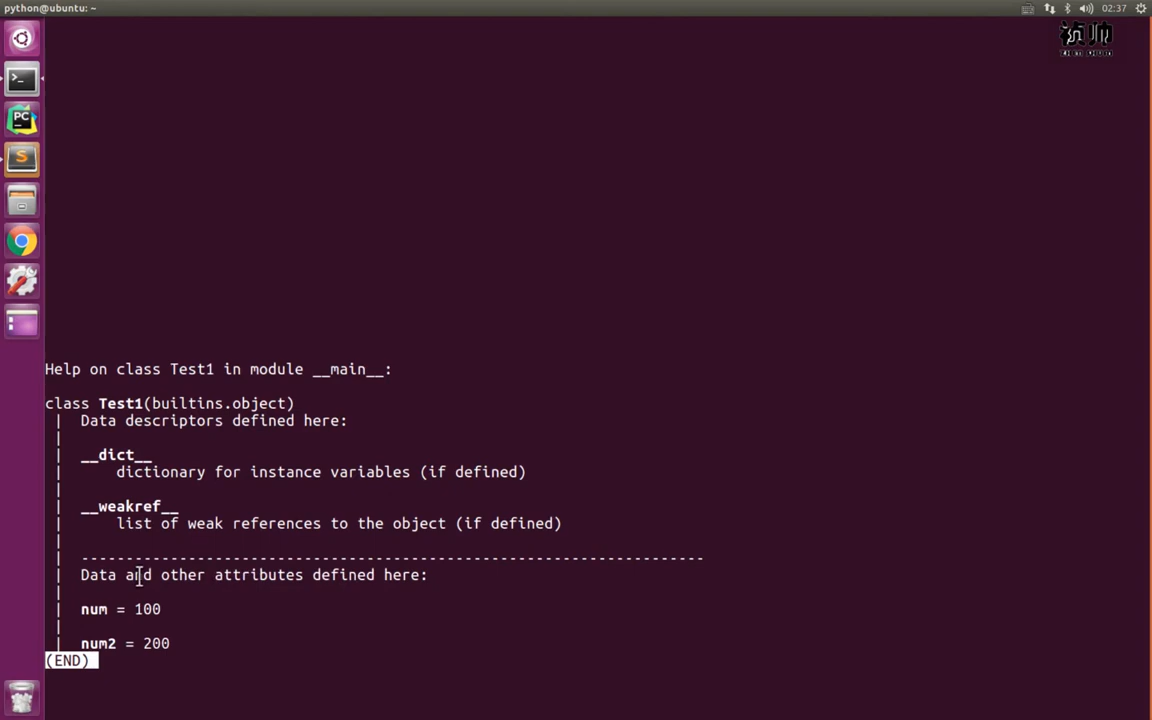 python@ubuntu: ~
02:37
祯帅
Help on class Test1 in module __main__:
class Test1(builtins.object)
 |  Data descriptors defined here:
 |
 |  __dict__
 |      dictionary for instance variables (if defined)
 |
 |  __weakref__
 |      list of weak references to the object (if defined)
 |
 |  ----------------------------------------------------------------------
 |  Data and other attributes defined here:
 |
 |  num = 100
 |
 |  num2 = 200
(END)